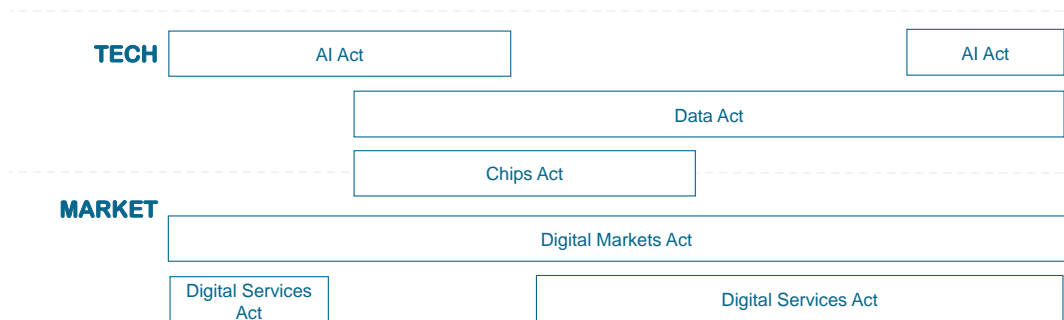 TECH
AI Act
AI Act
Data Act
Chips Act
MARKET
Digital Markets Act
Digital Services
Act
Digital Services Act